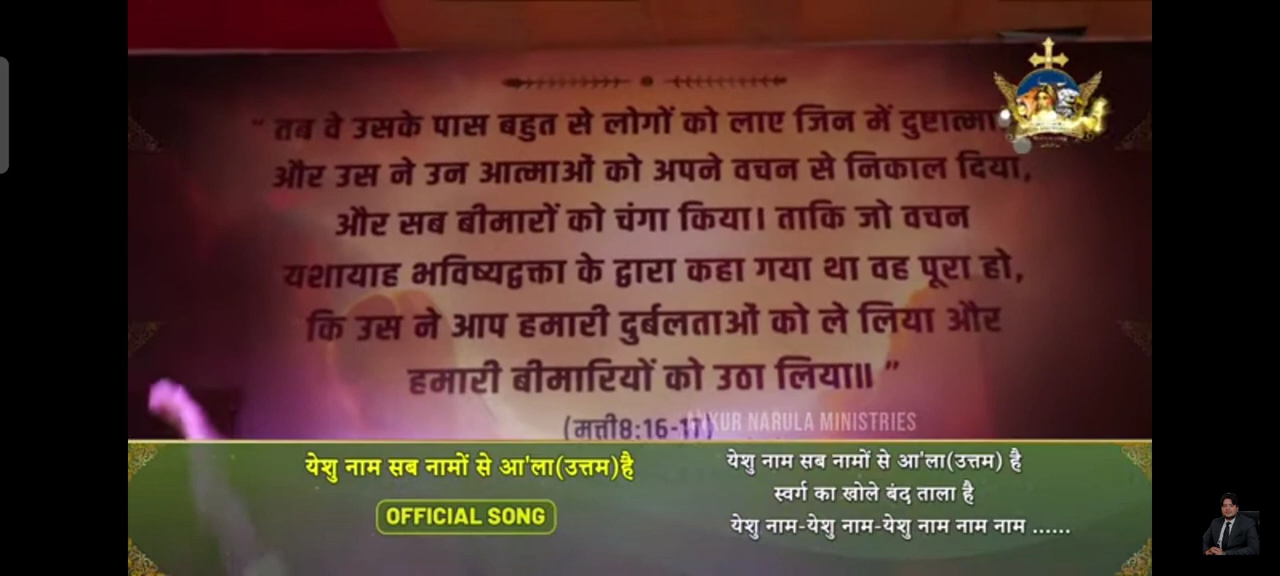 “ तब वे उसके पास बहुत से लोगों को लाए जिन में
और उस ने उन आत्माओं को अपने वचन से निकाल दिया,
और सब बीमारों को चंगा किया। ताकि जो वचन
यशायाह भविष्यद्वक्ता के द्वारा कहा गया था वह पूरा हो,
कि उस ने आप हमारी दुर्बलताओं को ले लिया और
हमारी बीमारियों को उठा लिया॥ ”
(मत्ती8:16-17)
NARULA MINISTRIES
येशु नाम सब नामों से आ'ला(उत्तम)है
OFFICIAL SONG
येशु नाम सब नामों से आ'ला(उत्तम) है
स्वर्ग का खोले बंद ताला है
येशु नाम-येशु नाम-येशु नाम नाम नाम ......